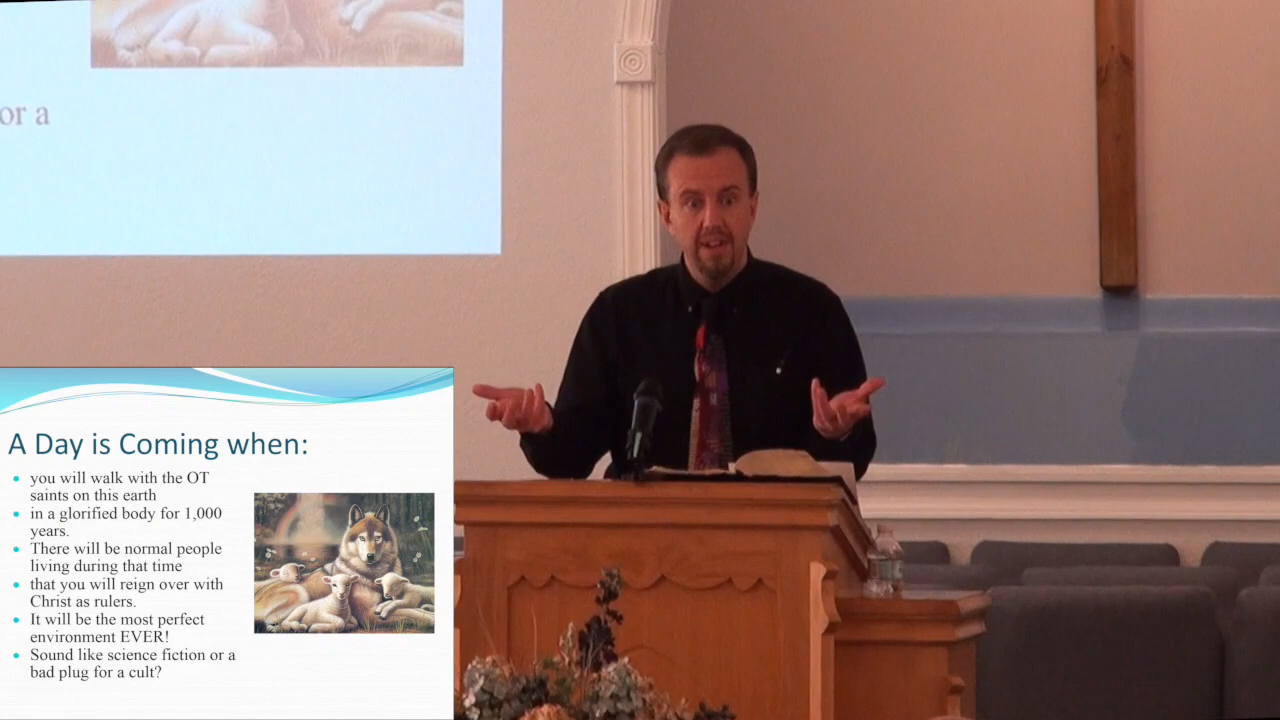 or a
A Day is Coming when:
you will walk with the OT
saints on this earth
in a glorified body for 1,000
years.
There will be normal people
living during that time
that you will reign over with
Christ as rulers.
It will be the most perfect
environment EVER!
Sound like science fiction or a
bad plug for a cult?